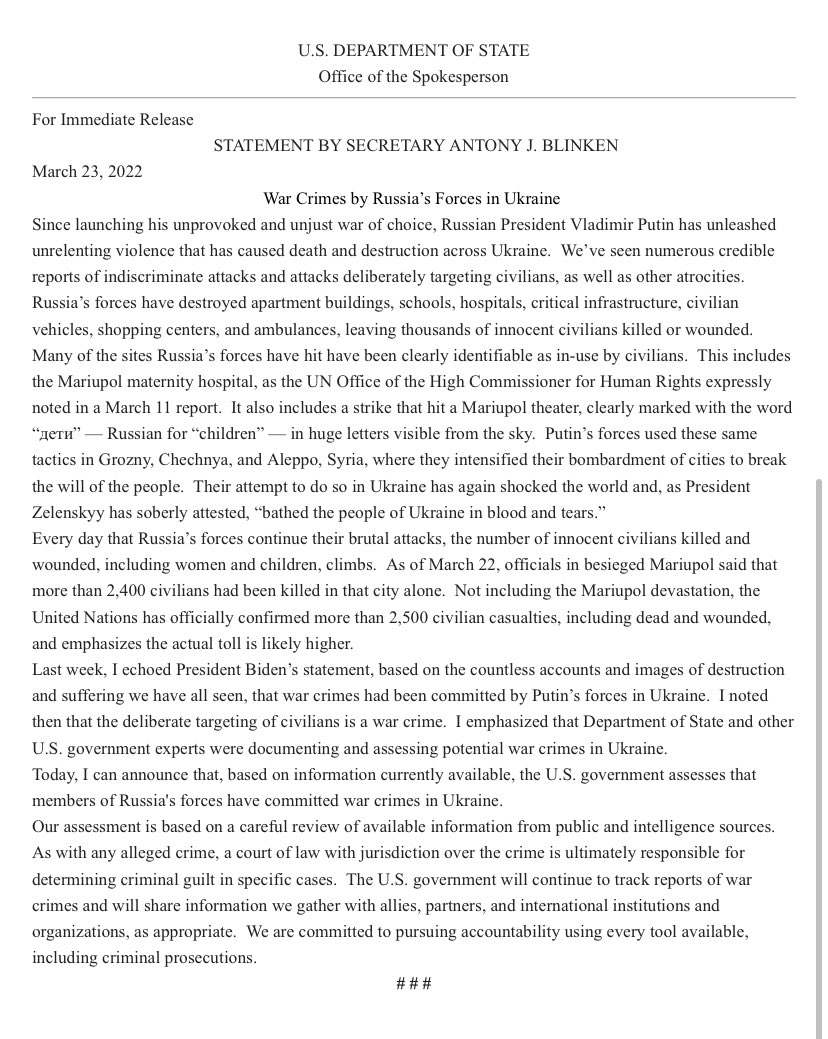 U.S. DEPARTMENT OF STATE
Office of the Spokesperson
For Immediate Release
STATEMENT BY SECRETARY ANTONY J. BLINKEN
March 23, 2022
War Crimes by Russia’s Forces in Ukraine
Since launching his unprovoked and unjust war of choice, Russian President Vladimir Putin has unleashed
unrelenting violence that has caused death and destruction across Ukraine.  We’ve seen numerous credible
reports of indiscriminate attacks and attacks deliberately targeting civilians, as well as other atrocities.
Russia’s forces have destroyed apartment buildings, schools, hospitals, critical infrastructure, civilian
vehicles, shopping centers, and ambulances, leaving thousands of innocent civilians killed or wounded.
Many of the sites Russia’s forces have hit have been clearly identifiable as in-use by civilians.  This includes
the Mariupol maternity hospital, as the UN Office of the High Commissioner for Human Rights expressly
noted in a March 11 report.  It also includes a strike that hit a Mariupol theater, clearly marked with the word
“дети” — Russian for “children” — in huge letters visible from the sky.  Putin’s forces used these same
tactics in Grozny, Chechnya, and Aleppo, Syria, where they intensified their bombardment of cities to break
the will of the people.  Their attempt to do so in Ukraine has again shocked the world and, as President
Zelenskyy has soberly attested, “bathed the people of Ukraine in blood and tears.”
Every day that Russia’s forces continue their brutal attacks, the number of innocent civilians killed and
wounded, including women and children, climbs.  As of March 22, officials in besieged Mariupol said that
more than 2,400 civilians had been killed in that city alone.  Not including the Mariupol devastation, the
United Nations has officially confirmed more than 2,500 civilian casualties, including dead and wounded,
and emphasizes the actual toll is likely higher.
Last week, I echoed President Biden’s statement, based on the countless accounts and images of destruction
and suffering we have all seen, that war crimes had been committed by Putin’s forces in Ukraine.  I noted
then that the deliberate targeting of civilians is a war crime.  I emphasized that Department of State and other
U.S. government experts were documenting and assessing potential war crimes in Ukraine.
Today, I can announce that, based on information currently available, the U.S. government assesses that
members of Russia's forces have committed war crimes in Ukraine.
Our assessment is based on a careful review of available information from public and intelligence sources.
As with any alleged crime, a court of law with jurisdiction over the crime is ultimately responsible for
determining criminal guilt in specific cases.  The U.S. government will continue to track reports of war
crimes and will share information we gather with allies, partners, and international institutions and
organizations, as appropriate.  We are committed to pursuing accountability using every tool available,
including criminal prosecutions.
# # #